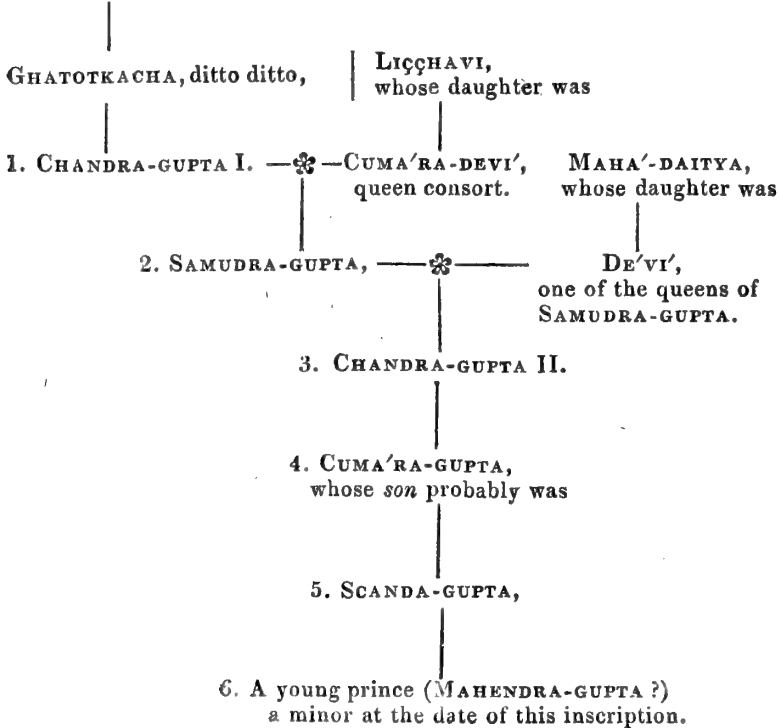 GHATOTKACHA, ditto ditto,
LIÇÇHAVI,
whose daughter was
1. CHANDRA-GUPTA I.
CUMA'RA-DEVI',
queen consort.
MAHA'-DAITYA,
whose daughter was
2. SAMUDRA-GUPTA,
DE'VI',
one of the queens of
SAMUDRA-GUPTA.
3. CHANDRA-GUPTA II.
4. CUMA'RA-GUPTA,
whose son probably was
5. SCANDA-GUPTA,
6. A young prince (MAHENDRA-GUPTA ?)
a minor at the date of this inscription.